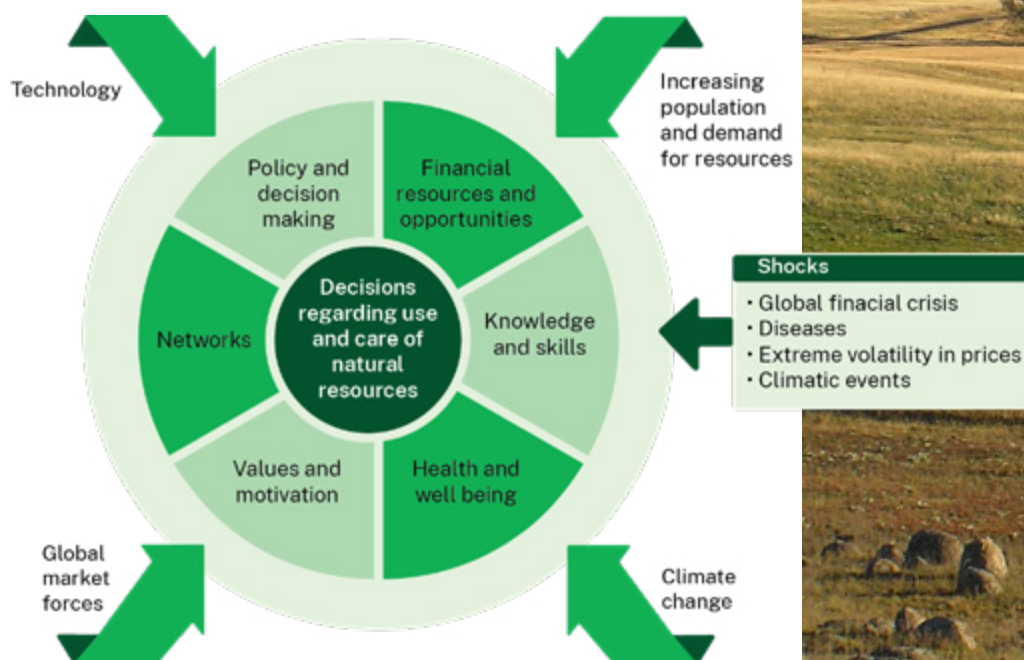 Technology
Increasing
population
and demand
for resources
Policy and
decision
making
Financial
resources and
opportunities
Networks
Decisions
regarding use
and care of
natural
resources
Knowledge
and skills
Values and
motivation
Health and
well being
Shocks
• Global finacial crisis
• Diseases
• Extreme volatility in prices
• Climatic events
Global
market
forces
Climate
change